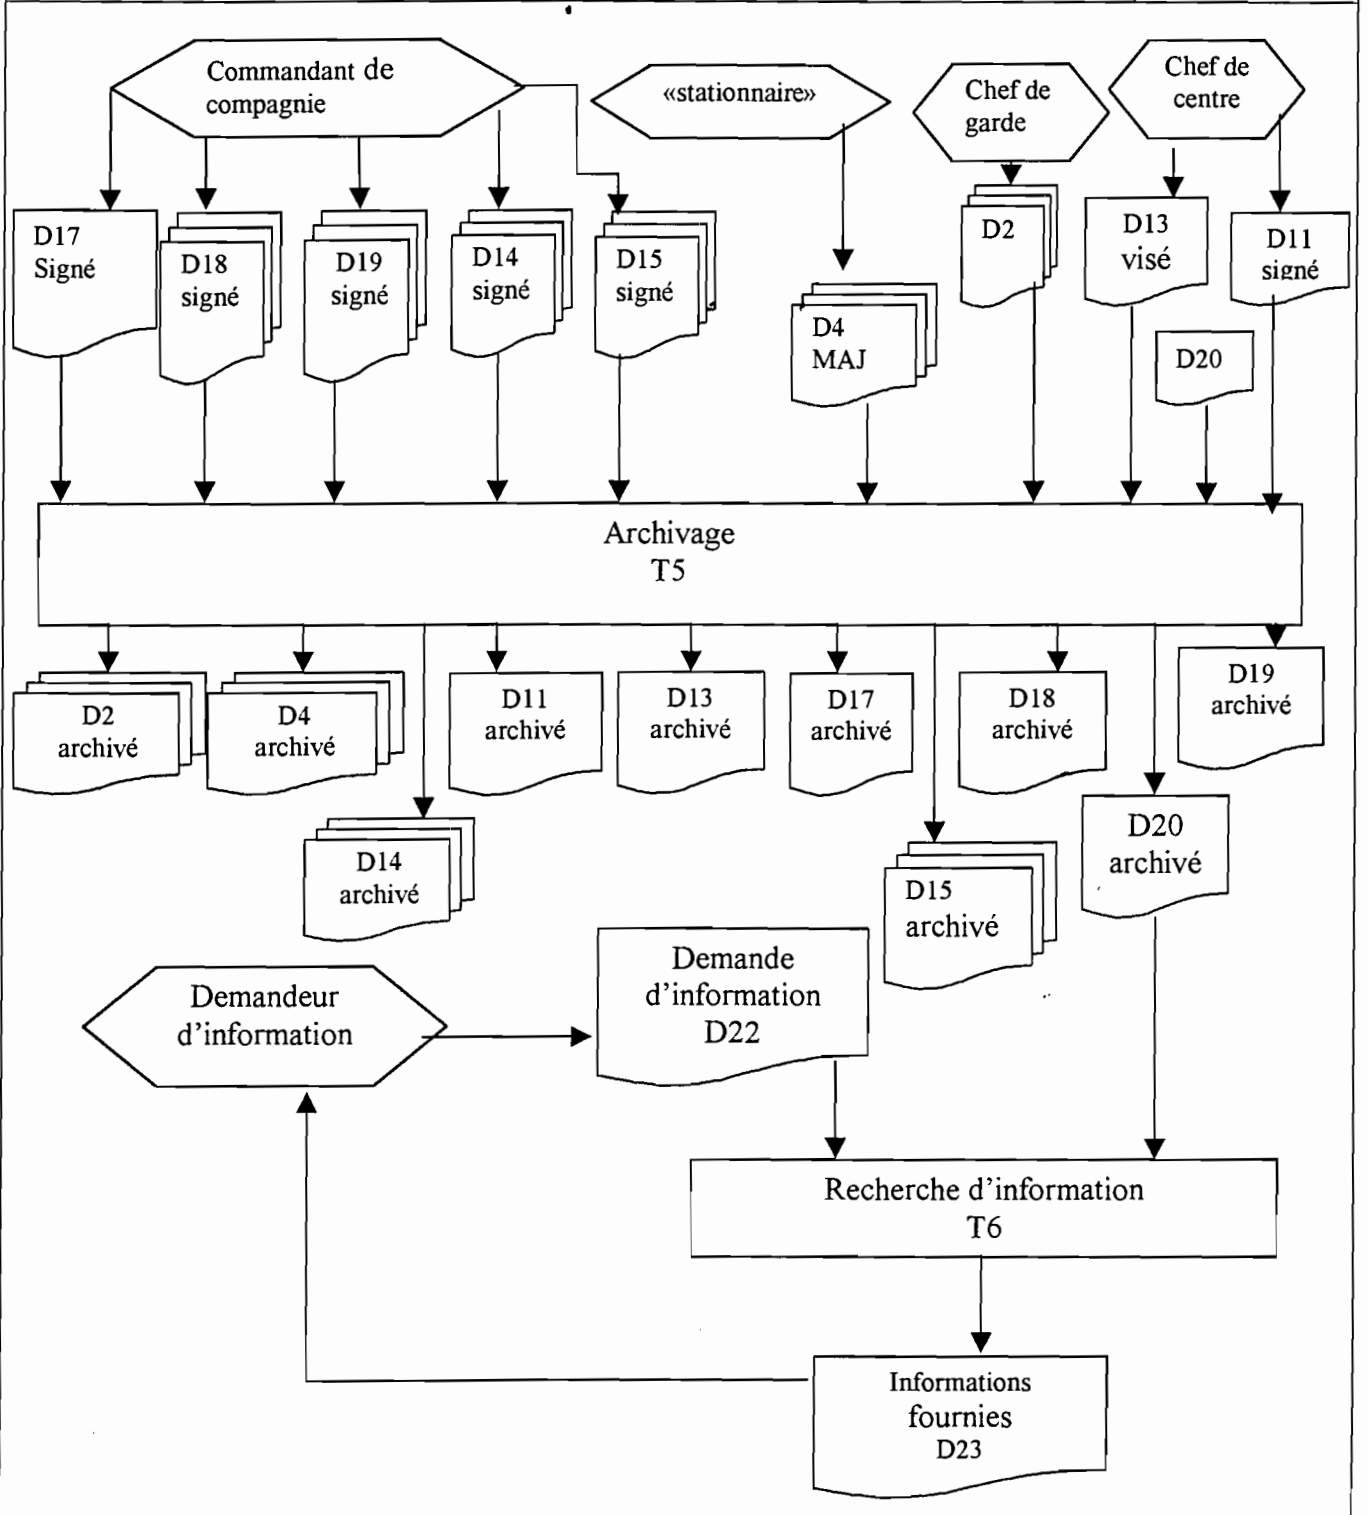 Commandant de
compagnie
«stationnaire»
Chef de
garde
Chef de
centre
D17
Signé
D18
signé
D19
signé
D14
signé
D15
signé
D4
MAJ
D2
D13
visé
D11
signé
D20
Archivage
T5
D2
archivé
D4
archivé
D11
archivé
D13
archivé
D17
archivé
D18
archivé
D19
archivé
D14
archivé
D15
archivé
D20
archivé
Demandeur
d'information
Demande
d'information
D22
Recherche d'information
T6
Informations
fournies
D23